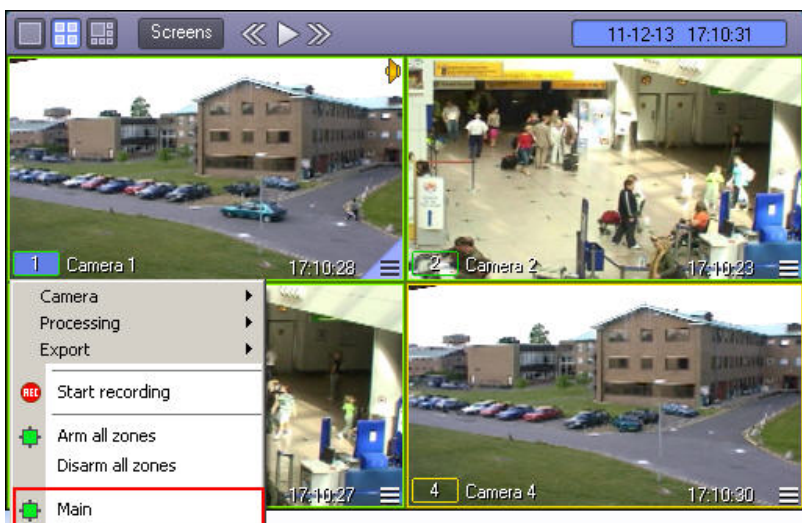 Screens
11-12-13 17:10:31
1 Camera 1 17:10:28
2 Camera 2 17:10:23
Camera
Processing
Export
REC Start recording
Arm all zones
Disarm all zones
Main
17:10:27
4 Camera 4 17:10:30